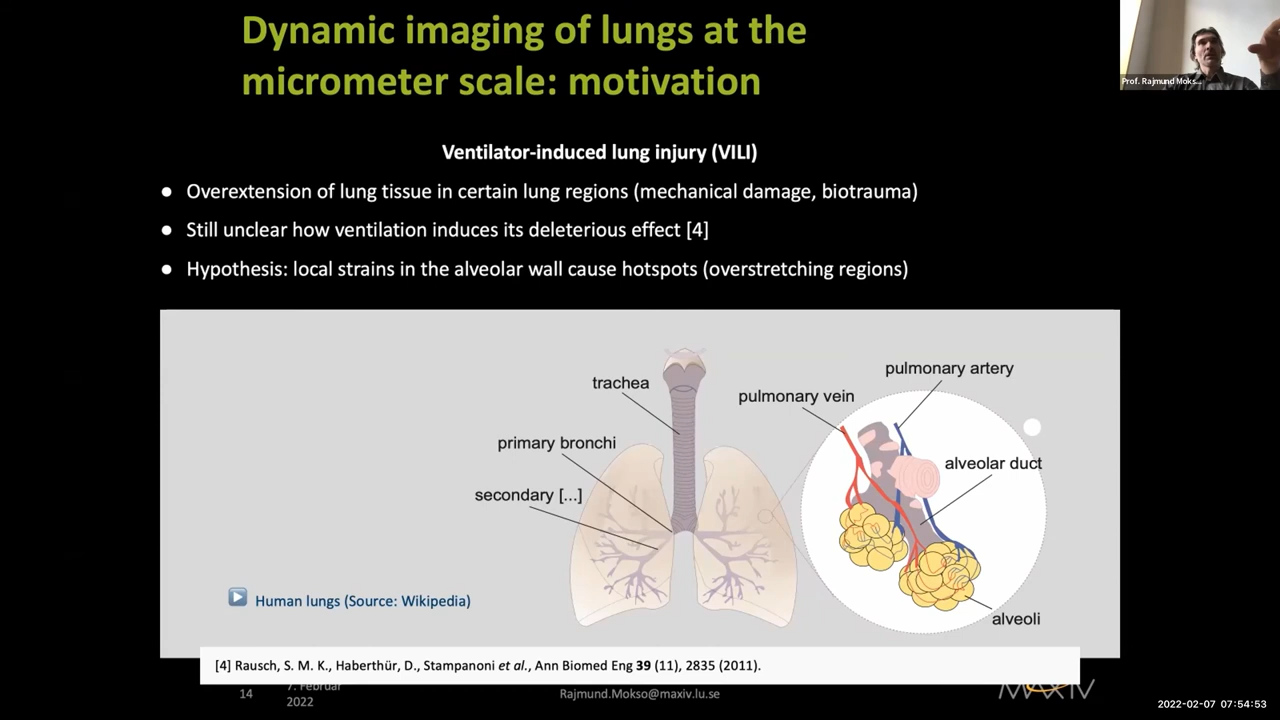 Dynamic imaging of lungs at the
micrometer scale: motivation
Prof. Rajmund Moks...
Ventilator-induced lung injury (VILI)
● Overextension of lung tissue in certain lung regions (mechanical damage, biotrauma)
● Still unclear how ventilation induces its deleterious effect [4]
● Hypothesis: local strains in the alveolar wall cause hotspots (overstretching regions)
pulmonary artery
trachea
pulmonary vein
primary bronchi
alveolar duct
secondary [...]
Human lungs (Source: Wikipedia)
alveoli
[4] Rausch, S. M. K., Haberthür, D., Stampanoni et al., Ann Biomed Eng 39 (11), 2835 (2011).
14
7. Februar
2022
Rajmund.Mokso@maxiv.lu.se
MAXIV
2022-02-07 07:54:53